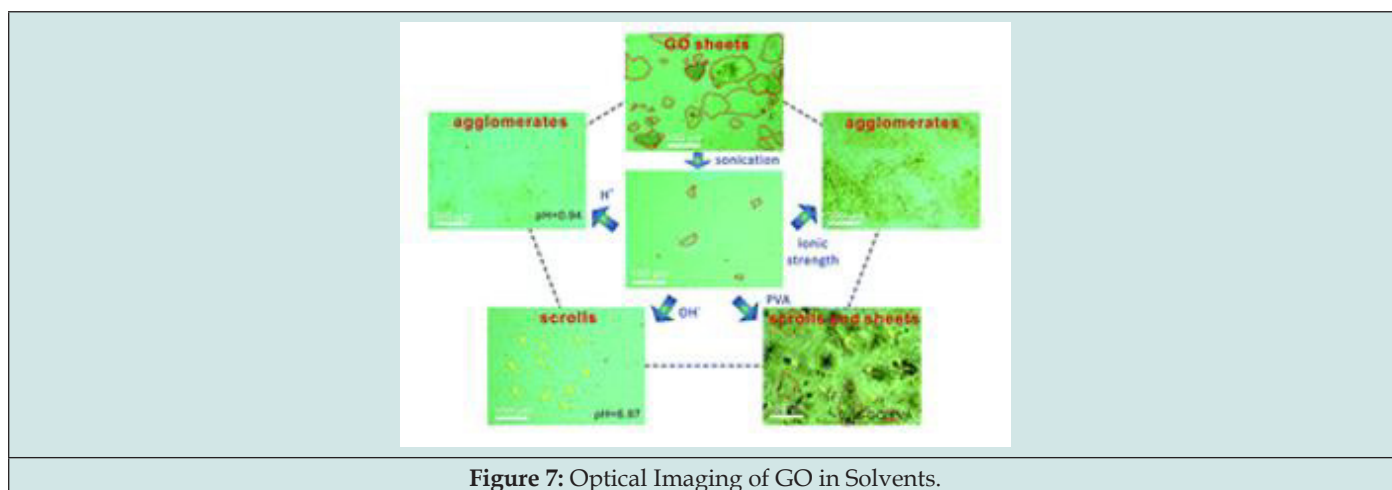 GO sheets
agglomerates
agglomerates
sonication
H⁺
pH=0.94
ionic
strength
OH⁻
PVA
scrolls
scrolls and sheets
pH=6.87
Figure 7: Optical Imaging of GO in Solvents.